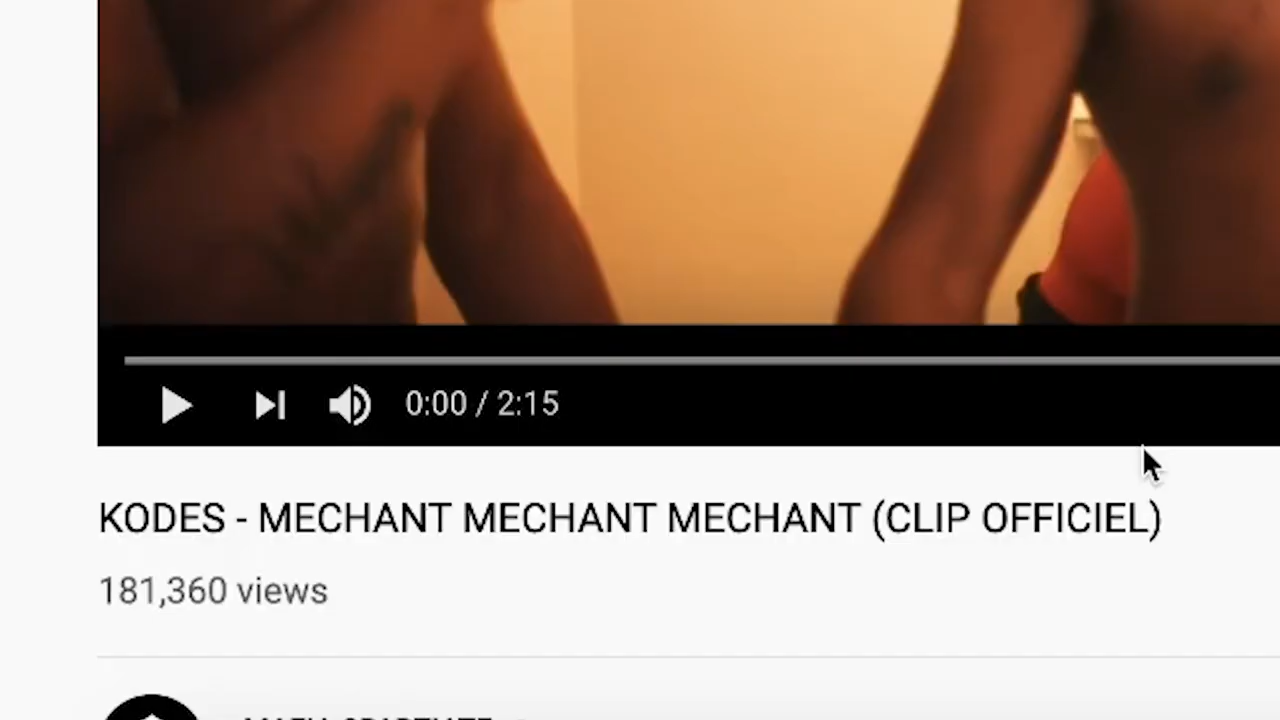 0:00 / 2:15
KODES - MECHANT MECHANT MECHANT (CLIP OFFICIEL)
181,360 views